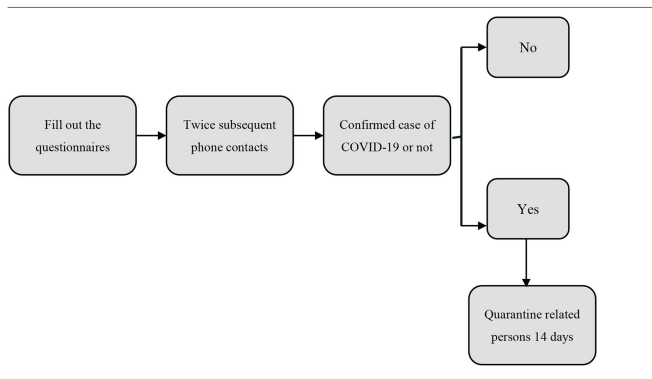 Fill out the
questionnaires
Twice subsequent
phone contacts
Confirmed case of
COVID-19 or not
No
Yes
Quarantine related
persons 14 days